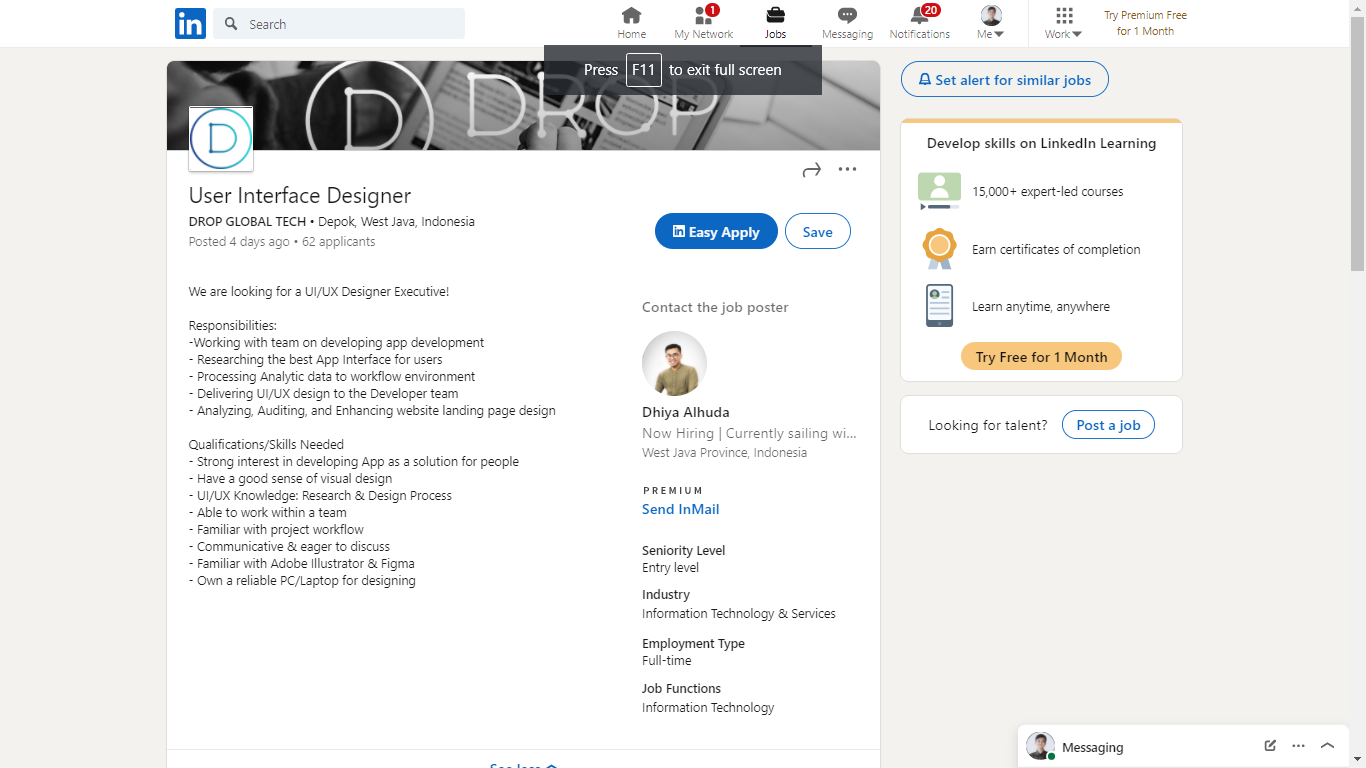 in
Search
Home
1
My Network
Jobs
Messaging
20
Notifications
Me
Work
Try Premium Free
for 1 Month
Press F11 to exit full screen
D DROP
D
User Interface Designer
DROP GLOBAL TECH • Depok, West Java, Indonesia
Posted 4 days ago • 62 applicants
in Easy Apply
Save
We are looking for a UI/UX Designer Executive!
Responsibilities:
-Working with team on developing app development
- Researching the best App Interface for users
- Processing Analytic data to workflow environment
- Delivering UI/UX design to the Developer team
- Analyzing, Auditing, and Enhancing website landing page design
Qualifications/Skills Needed
- Strong interest in developing App as a solution for people
- Have a good sense of visual design
- UI/UX Knowledge: Research & Design Process
- Able to work within a team
- Familiar with project workflow
- Communicative & eager to discuss
- Familiar with Adobe Illustrator & Figma
- Own a reliable PC/Laptop for designing
Contact the job poster
Dhiya Alhuda
Now Hiring | Currently sailing wi...
West Java Province, Indonesia
PREMIUM
Send InMail
Seniority Level
Entry level
Industry
Information Technology & Services
Employment Type
Full-time
Job Functions
Information Technology
See less
Set alert for similar jobs
Develop skills on LinkedIn Learning
15,000+ expert-led courses
Earn certificates of completion
Learn anytime, anywhere
Try Free for 1 Month
Looking for talent?
Post a job
Messaging